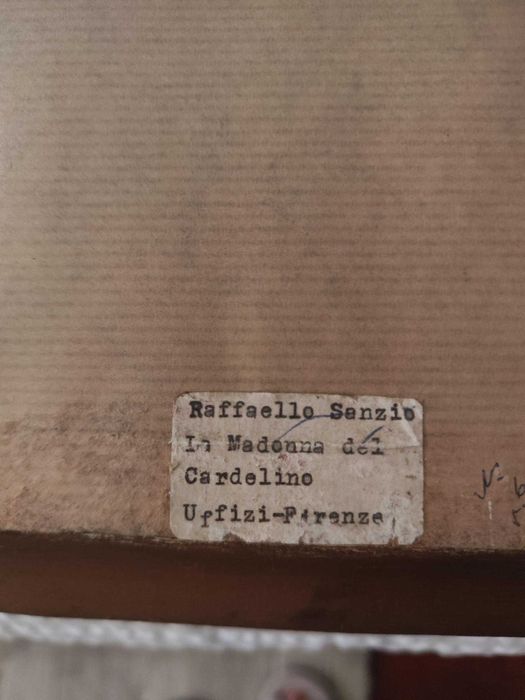 Raffaello Sanzio
La Madonna del
Cardelino
Uffizi-Firenze